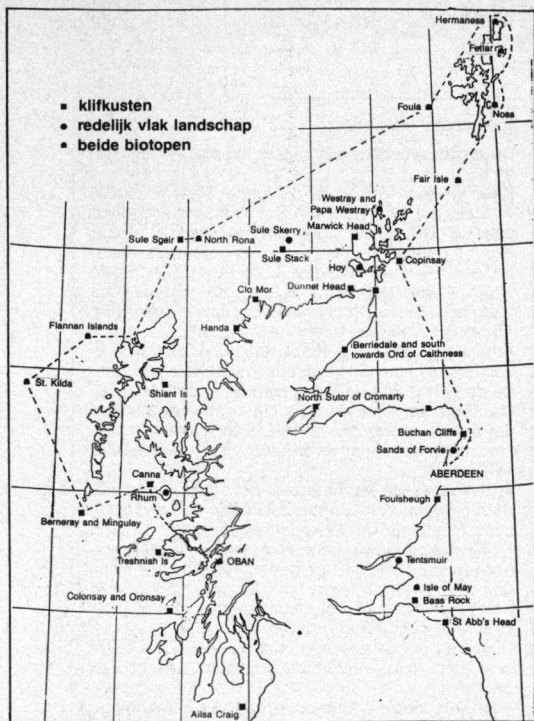 Hermaness
Fetlar
■ klifkusten
● redelijk vlak landschap
beide biotopen
Foula
Noss
Fair Isle
Westray and
Papa Westray
Marwick Head
Sule Skerry
Sule Sgeir
North Rona
Sule Stack
Hoy
Copinsay
Dunnet Head
Clo Mor
Handa
Flannan Islands
Berriedale and south
towards Ord of Caithness
St. Kilda
Shiant Is
North Sutor of Cromarty
Buchan Cliffs
Sands of Forvie
ABERDEEN
Canna
Rhum
Foulsheugh
Berneray and Mingulay
Treshnish Is
OBAN
Tentsmuir
Isle of May
Bass Rock
Colonsay and Oronsay
St Abb's Head
Ailsa Craig